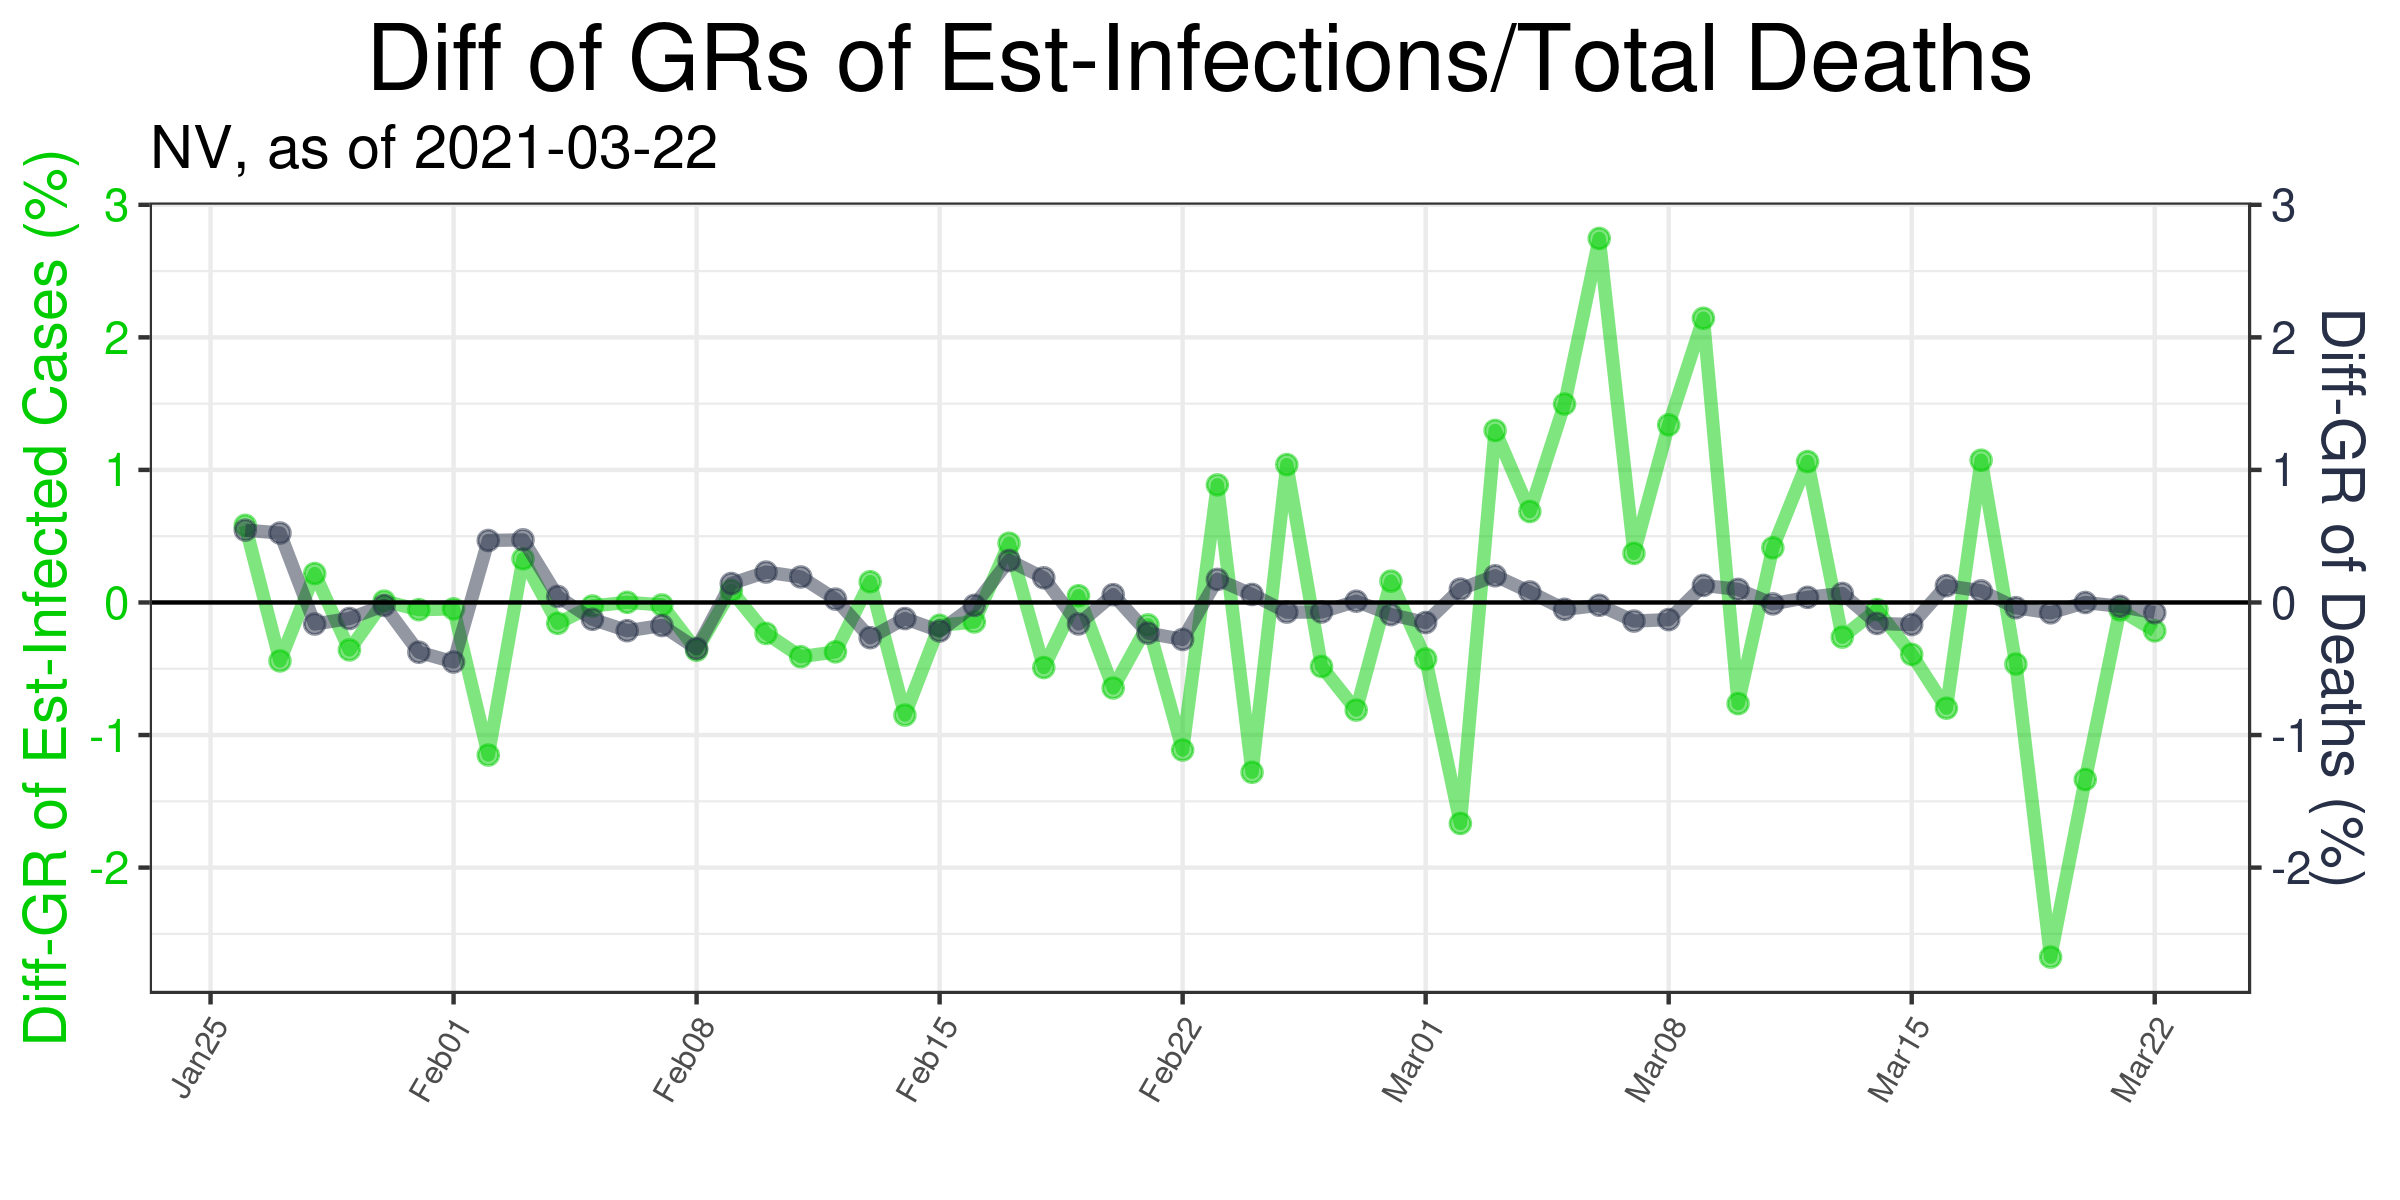 Diff of GRs of Est-Infections/Total Deaths
NV, as of 2021-03-22
Diff-GR of Est-Infected Cases (%)
3
2
1
0
-1
-2
3
2
1
0
-1
-2
Diff-GR of Deaths (%)
Jan25
Feb01
Feb08
Feb15
Feb22
Mar01
Mar08
Mar15
Mar22